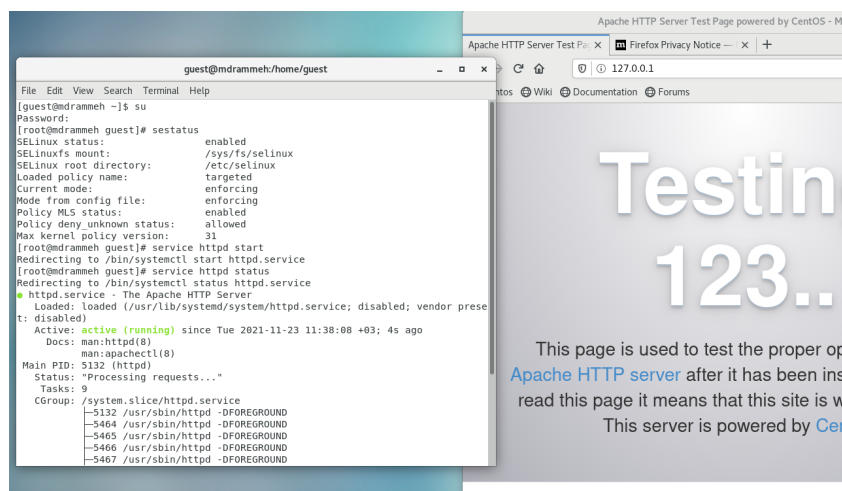 Apache HTTP Server Test Page powered by CentOS - M
Apache HTTP Server Test Pa
Firefox Privacy Notice —
127.0.0.1
ntos Wiki Documentation Forums
guest@mdrammeh:/home/guest
File Edit View Search Terminal Help
[guest@mdrammeh ~]$ su
Password:
[root@mdrammeh guest]# sestatus
SELinux status: enabled
SELinuxfs mount: /sys/fs/selinux
SELinux root directory: /etc/selinux
Loaded policy name: targeted
Current mode: enforcing
Mode from config file: enforcing
Policy MLS status: enabled
Policy deny_unknown status: allowed
Max kernel policy version: 31
[root@mdrammeh guest]# service httpd start
Redirecting to /bin/systemctl start httpd.service
[root@mdrammeh guest]# service httpd status
Redirecting to /bin/systemctl status httpd.service
● httpd.service - The Apache HTTP Server
Loaded: loaded (/usr/lib/systemd/system/httpd.service; disabled; vendor prese
t: disabled)
Active: active (running) since Tue 2021-11-23 11:38:08 +03; 4s ago
Docs: man:httpd(8)
man:apachectl(8)
Main PID: 5132 (httpd)
Status: "Processing requests..."
Tasks: 9
CGroup: /system.slice/httpd.service
├─5132 /usr/sbin/httpd -DFOREGROUND
├─5464 /usr/sbin/httpd -DFOREGROUND
├─5465 /usr/sbin/httpd -DFOREGROUND
├─5466 /usr/sbin/httpd -DFOREGROUND
├─5467 /usr/sbin/httpd -DFOREGROUND
Testin
123..
This page is used to test the proper op
Apache HTTP server after it has been ins
read this page it means that this site is w
This server is powered by Cen